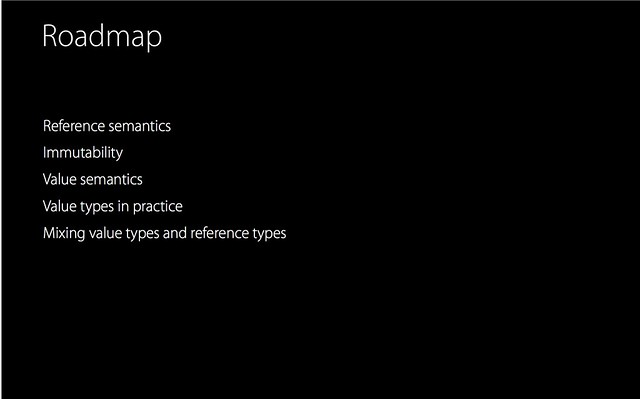 Roadmap
Reference semantics
Immutability
Value semantics
Value types in practice
Mixing value types and reference types